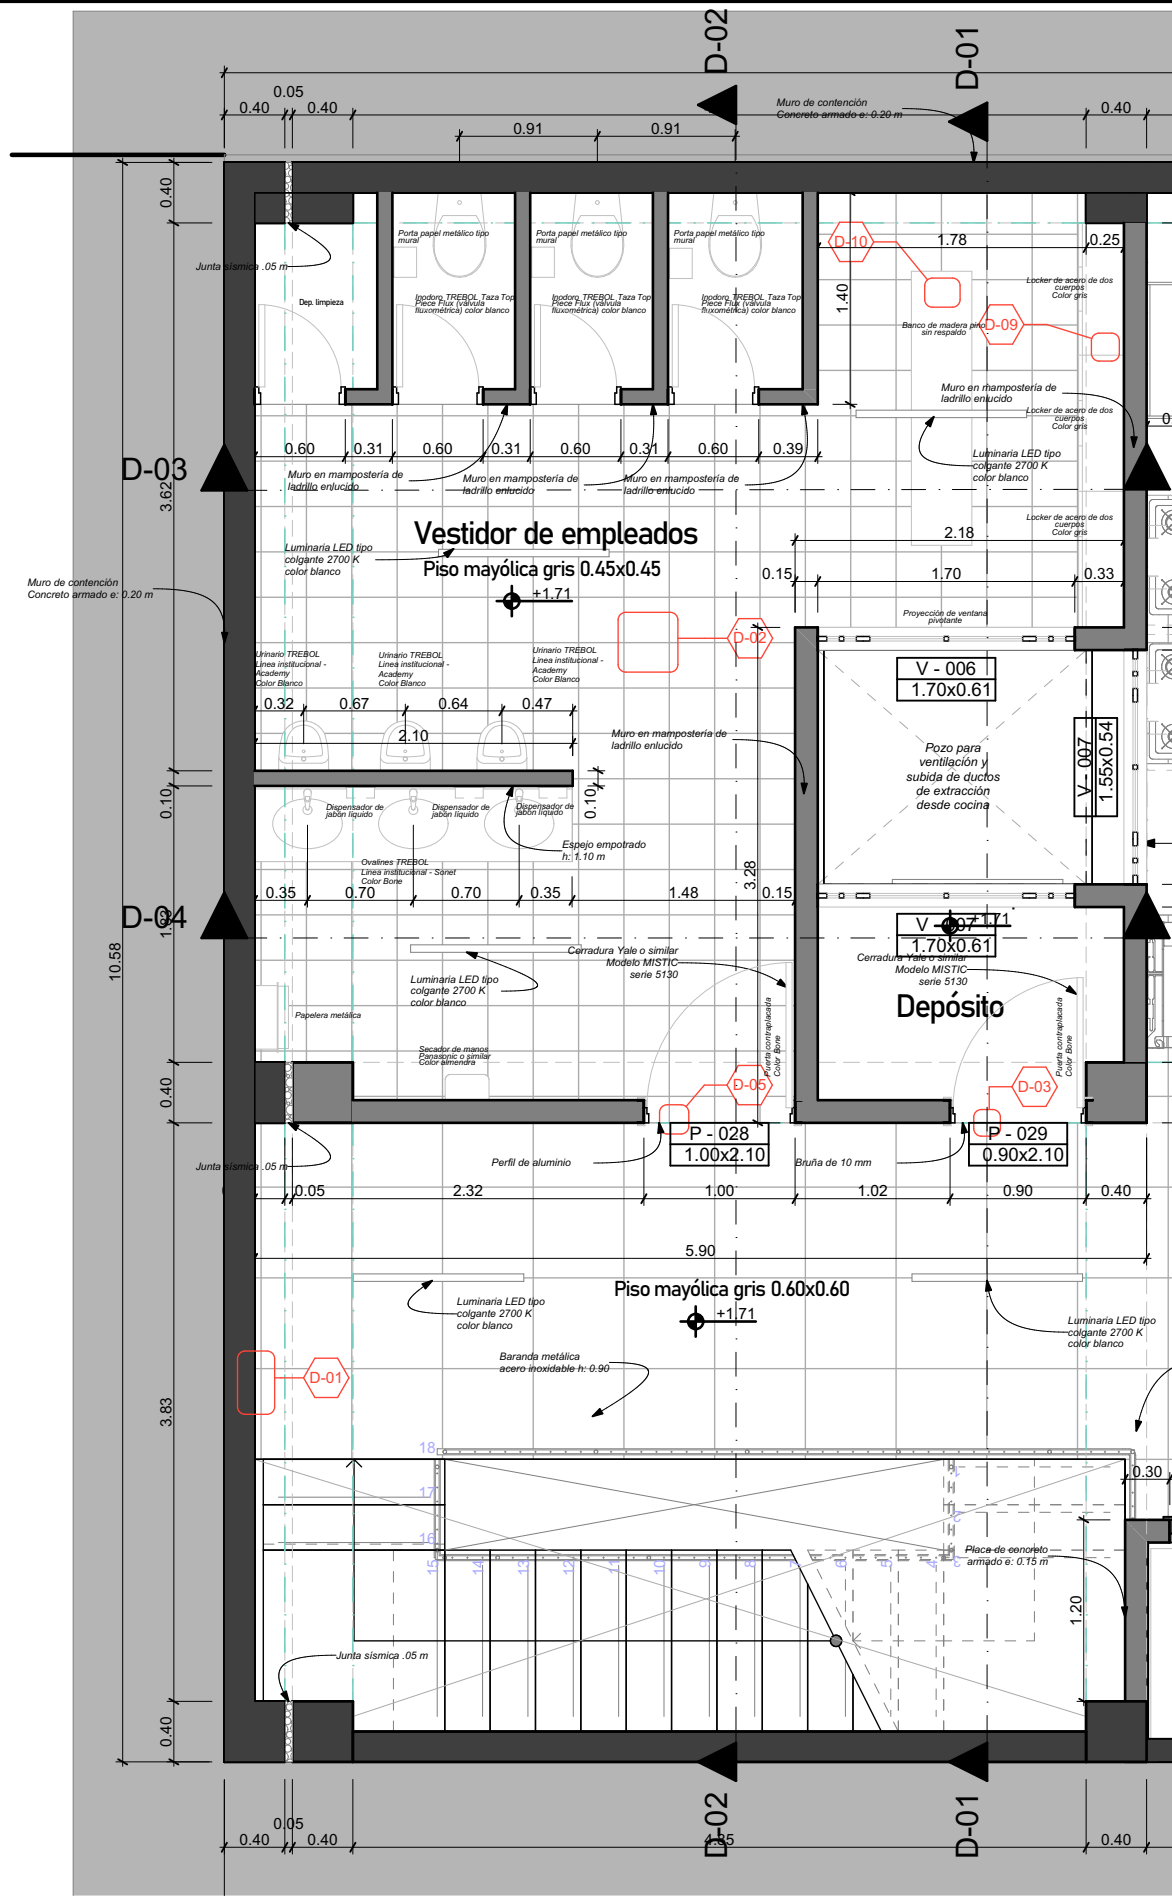 D-02
D-01
0.05
0.40
0.40
Muro de contención
Concreto armado e: 0.20 m
0.40
0.91
0.91
0.40
Porta papel metálico tipo
mural
Porta papel metálico tipo
mural
Porta papel metálico tipo
mural
D-10
1.78
0.25
Junta sísmica .05 m
Dep. limpieza
Inodoro TREBOL Taza Top
Piece Flux (válvula
fluxométrica) color blanco
Inodoro TREBOL Taza Top
Piece Flux (válvula
fluxométrica) color blanco
Inodoro TREBOL Taza Top
Piece Flux (válvula
fluxométrica) color blanco
1.40
Locker de acero de dos
cuerpos
Color gris
Banco de madera pino
sin respaldo
D-09
Muro en mampostería de
ladrillo enlucido
Locker de acero de dos
cuerpos
Color gris
0.60
0.31
0.60
0.31
0.60
0.31
0.60
0.39
D-03
3.62
Muro en mampostería de
ladrillo enlucido
Muro en mampostería de
ladrillo enlucido
Muro en mampostería de
ladrillo enlucido
Luminaria LED tipo
colgante 2700 K
color blanco
Vestidor de empleados
Piso mayólica gris 0.45x0.45
+1.71
Luminaria LED tipo
colgante 2700 K
color blanco
Locker de acero de dos
cuerpos
Color gris
2.18
0.15
1.70
0.33
Muro de contención
Concreto armado e: 0.20 m
Proyección de ventana
pivotante
D-02
Urinario TREBOL
Linea institucional -
Academy
Color Blanco
Urinario TREBOL
Linea institucional -
Academy
Color Blanco
Urinario TREBOL
Linea institucional -
Academy
Color Blanco
V - 006
1.70x0.61
0.32
0.67
0.64
0.47
2.10
Muro en mampostería de
ladrillo enlucido
Pozo para
ventilación y
subida de ductos
de extracción
desde cocina
V - 007
1.55x0.54
0.10
0.10
Dispensador de
jabón líquido
Dispensador de
jabón líquido
Dispensador de
jabón líquido
Espejo empotrado
h: 1.10 m
Ovalines TREBOL
Linea institucional - Sonet
Color Bone
3.28
0.35
0.70
0.70
0.35
1.48
0.15
D-04
10.58
V - 007
+1.71
1.70x0.61
Cerradura Yale o similar
Modelo MISTIC
serie 5130
Cerradura Yale o similar
Modelo MISTIC
serie 5130
Luminaria LED tipo
colgante 2700 K
color blanco
Depósito
Papelera metálica
Puerta contraplacada
Color Bone
Puerta contraplacada
Color Bone
Secador de manos
Panasonic o similar
Color almendra
0.40
D-05
D-03
P - 028
1.00x2.10
P - 029
0.90x2.10
Junta sísmica .05 m
Perfil de aluminio
Bruña de 10 mm
0.05
2.32
1.00
1.02
0.90
0.40
5.90
Piso mayólica gris 0.60x0.60
+1.71
Luminaria LED tipo
colgante 2700 K
color blanco
Luminaria LED tipo
colgante 2700 K
color blanco
Baranda metálica
acero inoxidable h: 0.90
D-01
3.83
18
17
16
15
14
13
12
11
10
9
8
7
6
5
4
3
2
1
0.30
Placa de concreto
armado e: 0.15 m
1.20
Junta sísmica .05 m
0.40
0.05
0.40
0.40
4.85
0.40
D-02
D-01